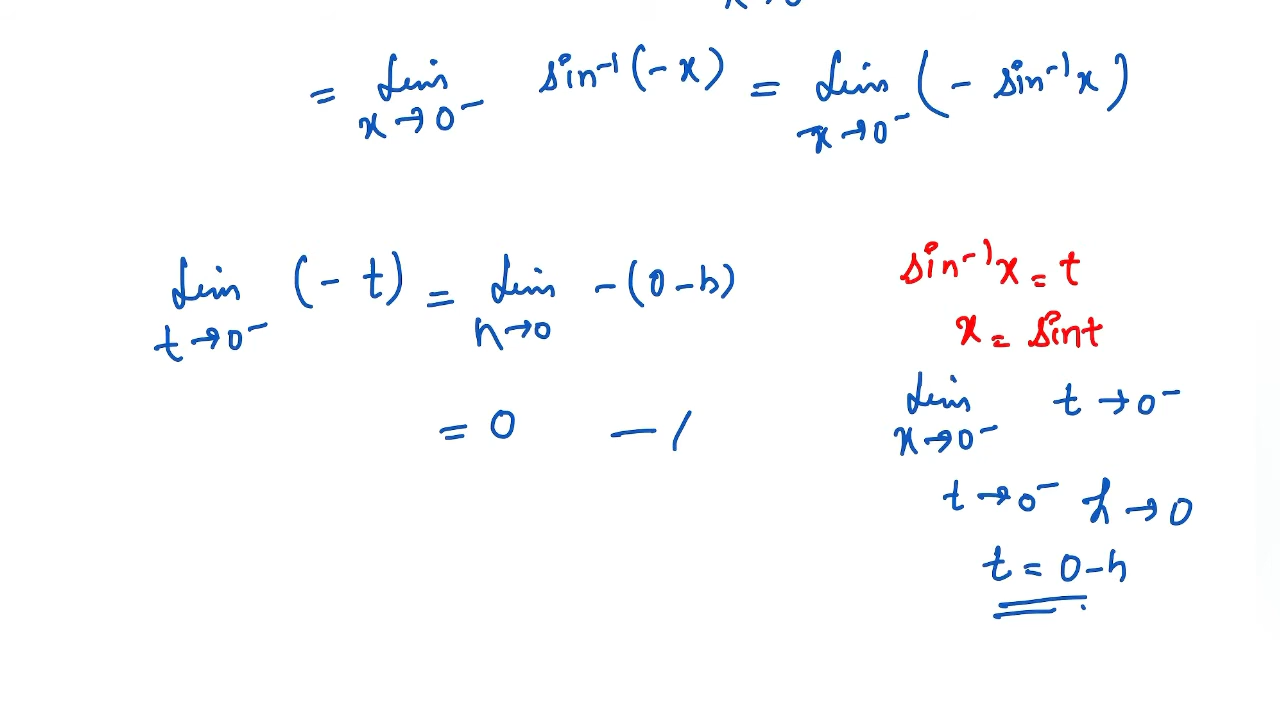 x→0
= Lim x→0⁻ sin⁻¹(-x) = Lim x→0⁻ (- sin⁻¹x)
sin⁻¹x = t
x = sint
Lim t→0⁻ (- t) = Lim h→0 -(0-h)
Lim x→0⁻ t→0⁻
= 0
t→0⁻ h→0
t = 0-h